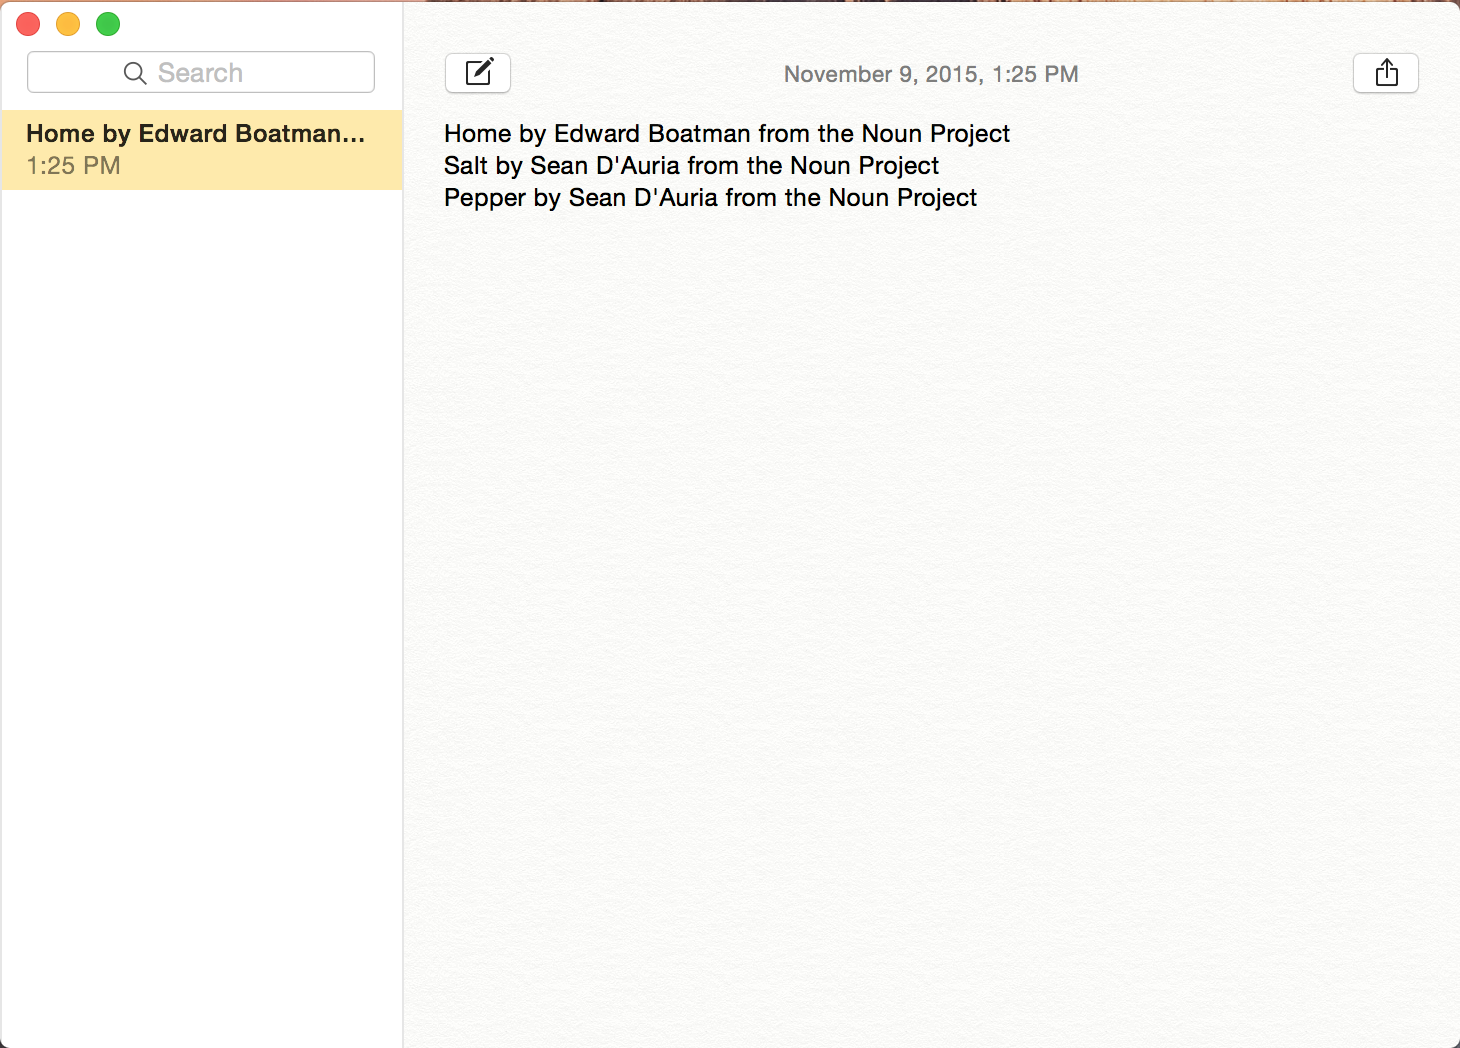 Search
November 9, 2015, 1:25 PM
Home by Edward Boatman...
1:25 PM
Home by Edward Boatman from the Noun Project
Salt by Sean D'Auria from the Noun Project
Pepper by Sean D'Auria from the Noun Project